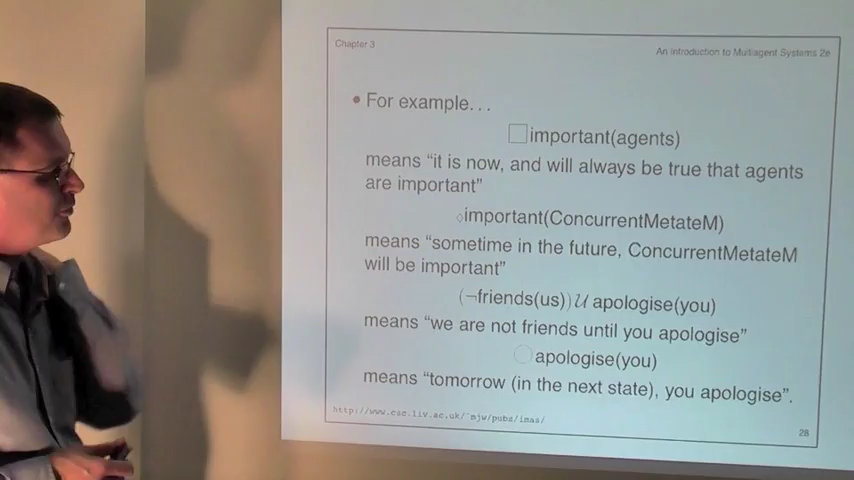 Chapter 3
An Introduction to Multiagent Systems 2e
• For example...
□important(agents)
means “it is now, and will always be true that agents
are important”
◊important(ConcurrentMetateM)
means “sometime in the future, ConcurrentMetateM
will be important”
(¬friends(us)) U apologise(you)
means “we are not friends until you apologise”
○apologise(you)
means “tomorrow (in the next state), you apologise”.
http://www.csc.liv.ac.uk/~mjw/pubs/imas/
28